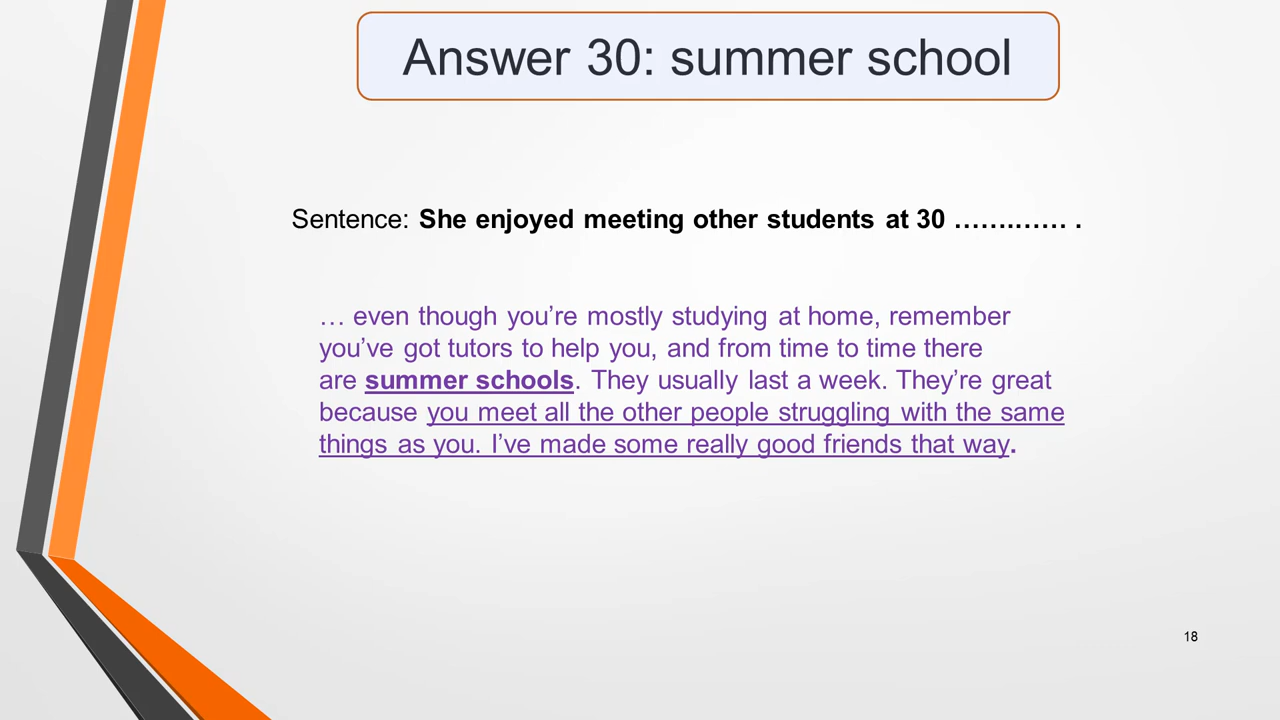 Answer 30: summer school
Sentence: She enjoyed meeting other students at 30 ………….. .
… even though you’re mostly studying at home, remember
you’ve got tutors to help you, and from time to time there
are summer schools. They usually last a week. They’re great
because you meet all the other people struggling with the same
things as you. I’ve made some really good friends that way.
18